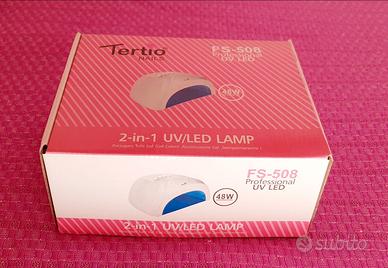 Tertio
NAILS
FS-508
Professional
UV LED
48W
2-in-1 UV/LED LAMP
FS-508
Professional
UV LED
48W
2-in-1 UV/LED LAMP
subito